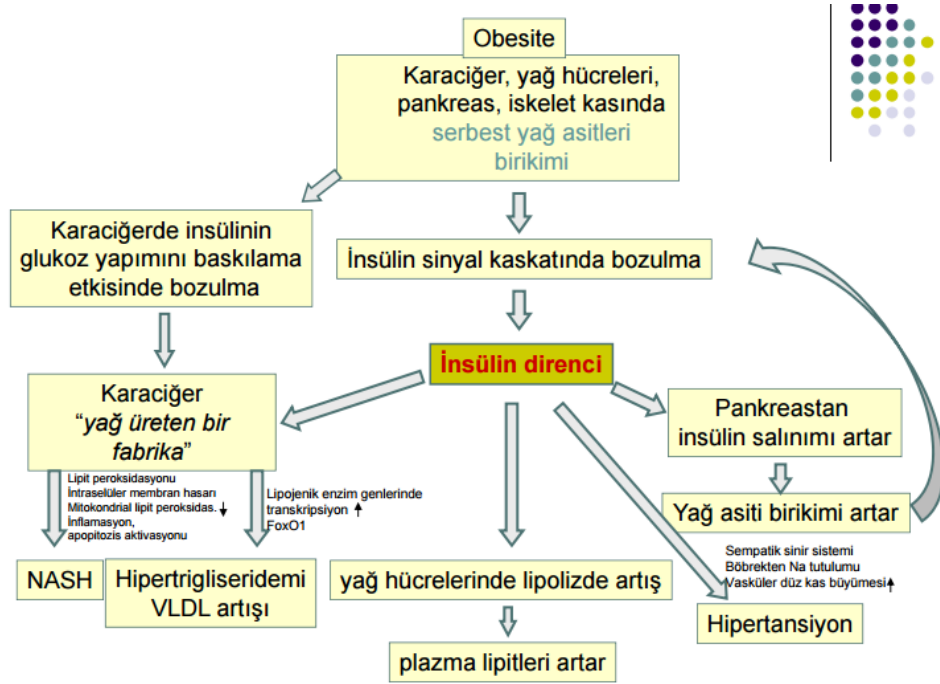 Obesite
Karaciğer, yağ hücreleri,
pankreas, iskelet kasında
serbest yağ asitleri
birikimi
Karaciğerde insülinin
glukoz yapımını baskılama
etkisinde bozulma
İnsülin sinyal kaskatında bozulma
İnsülin direnci
Karaciğer
“yağ üreten bir
fabrika”
Pankreastan
insülin salınımı artar
Lipit peroksidasyonu
İntraselüler membran hasarı
Mitokondrial lipit peroksidas.
İnflamasyon,
apopitozis aktivasyonu
Lipojenik enzim genlerinde
transkripsiyon
FoxO1
Yağ asiti birikimi artar
Sempatik sinir sistemi
Böbrekten Na tutulumu
Vasküler düz kas büyümesi
NASH
Hipertrigliseridemi
VLDL artışı
yağ hücrelerinde lipolizde artış
Hipertansiyon
plazma lipitleri artar